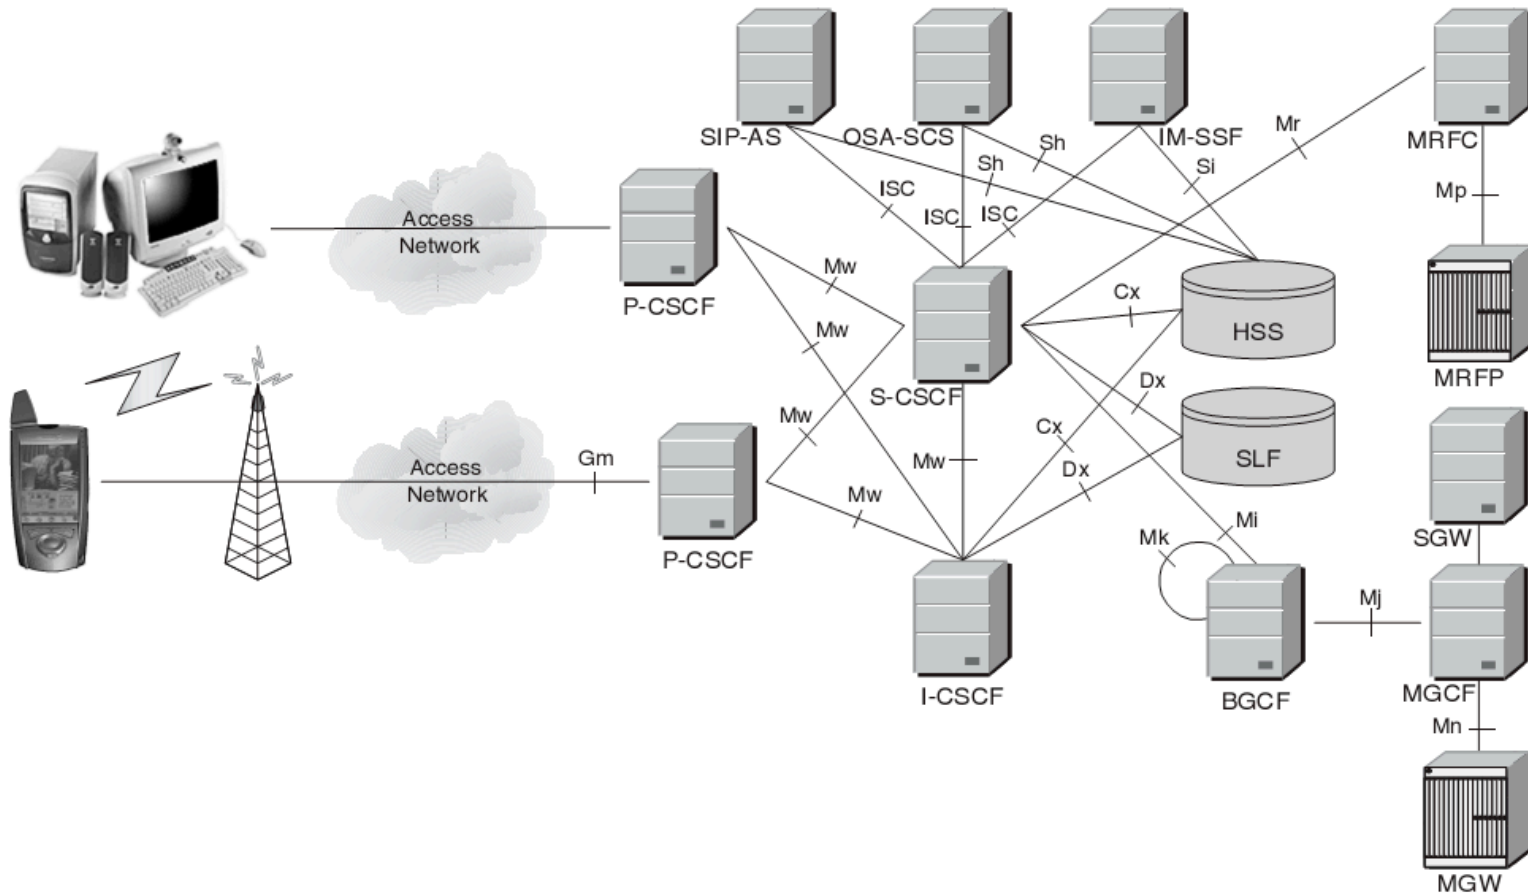 SIP-AS
OSA-SCS
IM-SSF
MRFC
Mr
Sh
Sh
Si
ISC
ISC
ISC
Mp
Access
Network
P-CSCF
Mw
Mw
Cx
HSS
MRFP
S-CSCF
Dx
Mw
Cx
Access
Network
Gm
Mw
Dx
SLF
Mw
P-CSCF
Mi
Mk
SGW
Mj
I-CSCF
BGCF
MGCF
Mn
MGW